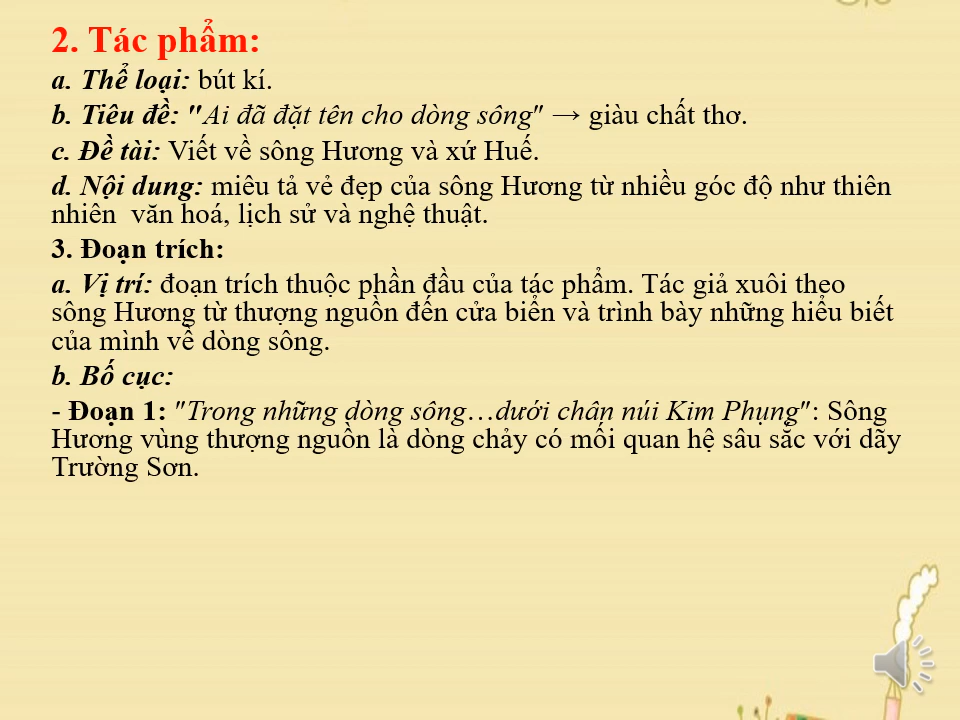 2. Tác phẩm:
a. Thể loại: bút kí.
b. Tiêu đề: "Ai đã đặt tên cho dòng sông" → giàu chất thơ.
c. Đề tài: Viết về sông Hương và xứ Huế.
d. Nội dung: miêu tả vẻ đẹp của sông Hương từ nhiều góc độ như thiên
nhiên  văn hoá, lịch sử và nghệ thuật.
3. Đoạn trích:
a. Vị trí: đoạn trích thuộc phần đầu của tác phẩm. Tác giả xuôi theo
sông Hương từ thượng nguồn đến cửa biển và trình bày những hiểu biết
của mình về dòng sông.
b. Bố cục:
- Đoạn 1: "Trong những dòng sông…dưới chân núi Kim Phụng": Sông
Hương vùng thượng nguồn là dòng chảy có mối quan hệ sâu sắc với dãy
Trường Sơn.